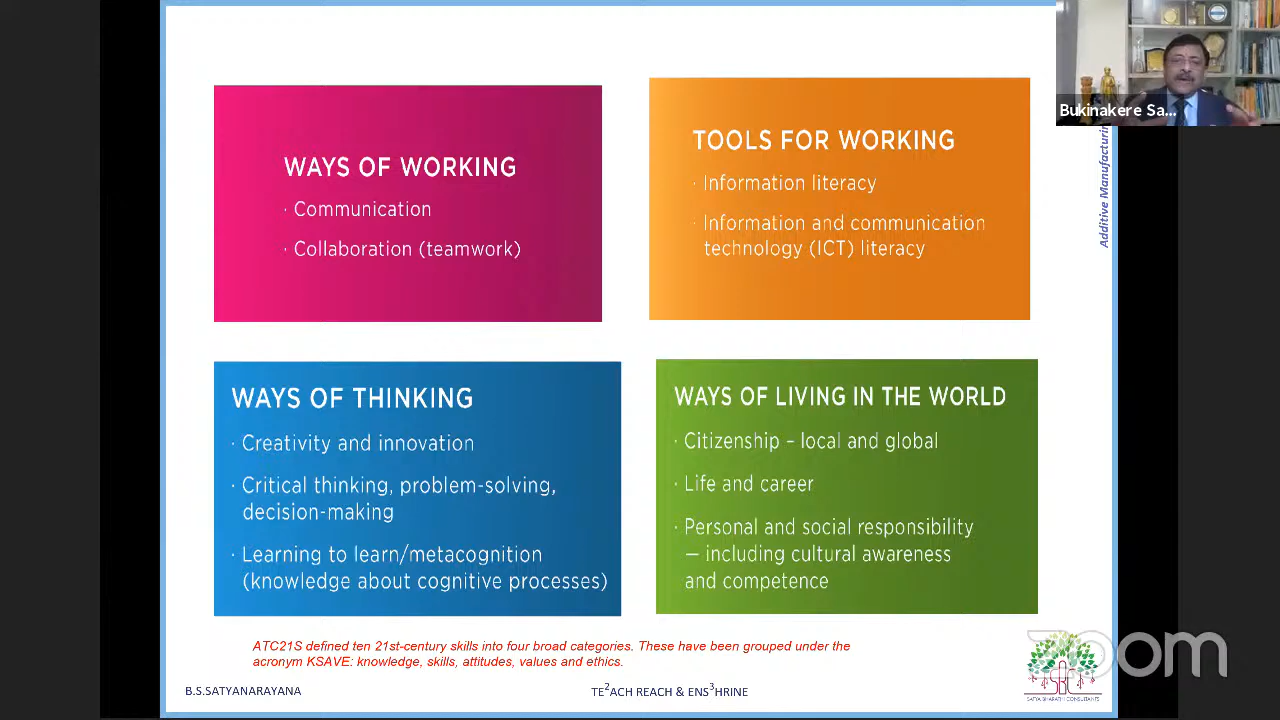 Bukinakere Sa...
Additive Manufacturin
WAYS OF WORKING
· Communication
· Collaboration (teamwork)
TOOLS FOR WORKING
· Information literacy
· Information and communication
technology (ICT) literacy
WAYS OF THINKING
· Creativity and innovation
· Critical thinking, problem-solving,
decision-making
· Learning to learn/metacognition
(knowledge about cognitive processes)
WAYS OF LIVING IN THE WORLD
· Citizenship – local and global
· Life and career
· Personal and social responsibility
– including cultural awareness
and competence
ATC21S defined ten 21st-century skills into four broad categories. These have been grouped under the
acronym KSAVE: knowledge, skills, attitudes, values and ethics.
B.S.SATYANARAYANA
TE²ACH REACH & ENS³HRINE
zoom
SBC
SATYA BHARATI CONSULTANTS